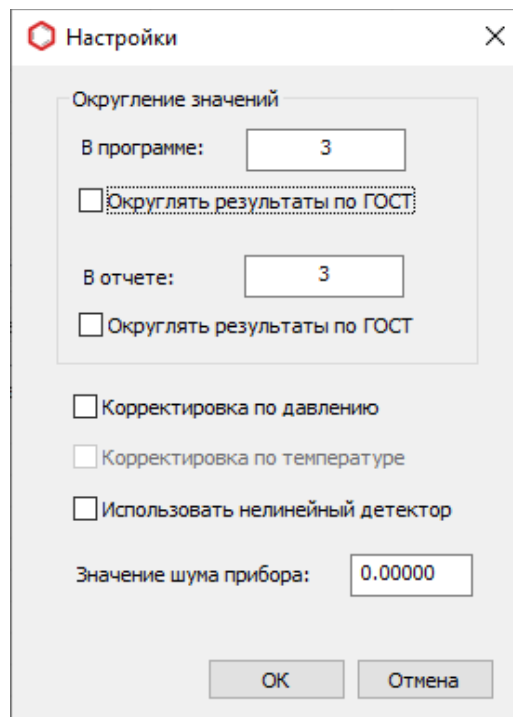 Настройки
Округление значений
В программе: 3
Округлять результаты по ГОСТ
В отчете: 3
Округлять результаты по ГОСТ
Корректировка по давлению
Корректировка по температуре
Использовать нелинейный детектор
Значение шума прибора: 0.00000
ОК Отмена